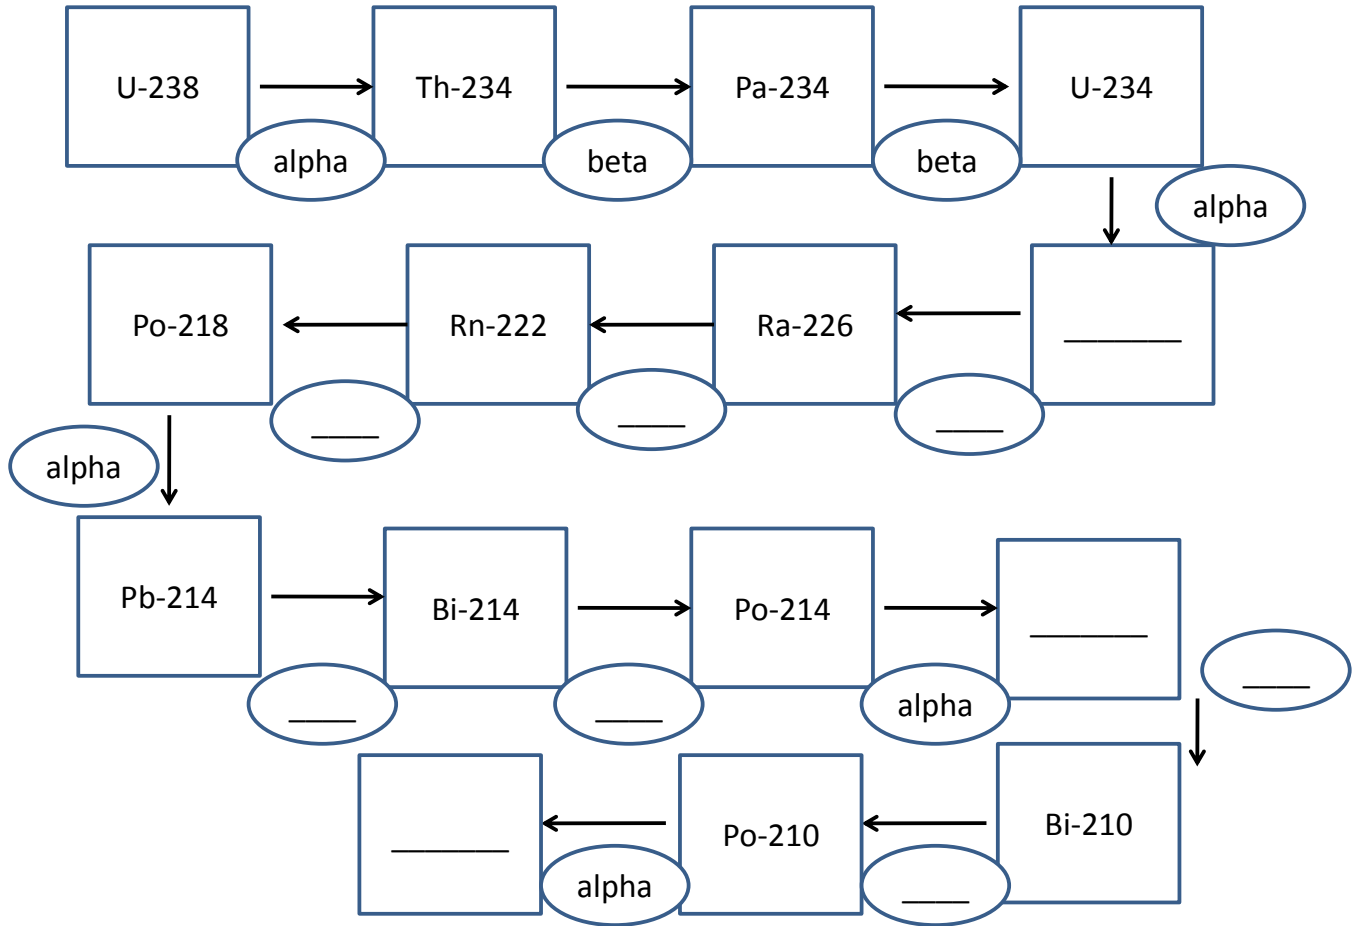 U-238
Th-234
Pa-234
U-234
alpha
beta
beta
alpha
Po-218
Rn-222
Ra-226
_______
____
____
____
alpha
Pb-214
Bi-214
Po-214
_______
____
____
alpha
____
_______
Po-210
Bi-210
alpha
____